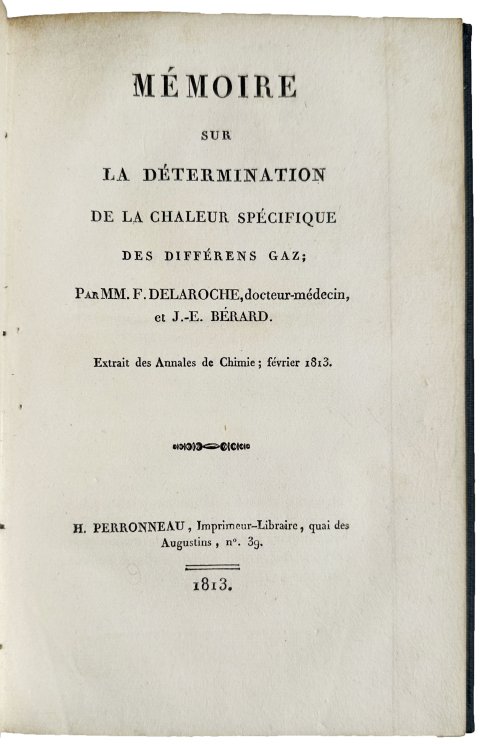 MÉMOIRE
SUR
LA DÉTERMINATION
DE LA CHALEUR SPÉCIFIQUE
DES DIFFÉRENS GAZ;
PAR MM. F. DELAROCHE, docteur-médecin,
et J.-E. BÉRARD.
Extrait des Annales de Chimie; février 1813.
H. PERRONNEAU, Imprimeur-Libraire, quai des
Augustins, n°. 39.
1813.